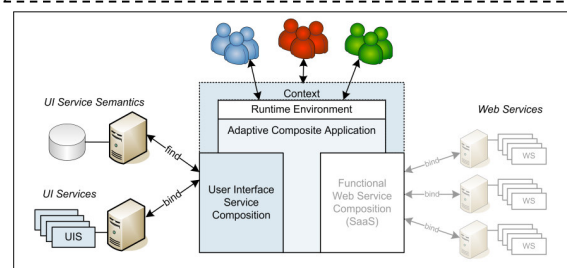 Context
Runtime Environment
Adaptive Composite Application
UI Service Semantics
Web Services
find
bind
WS
UI Services
User Interface
Service
Composition
Functional
Web Service
Composition
(SaaS)
bind
WS
bind
UIS
bind
WS